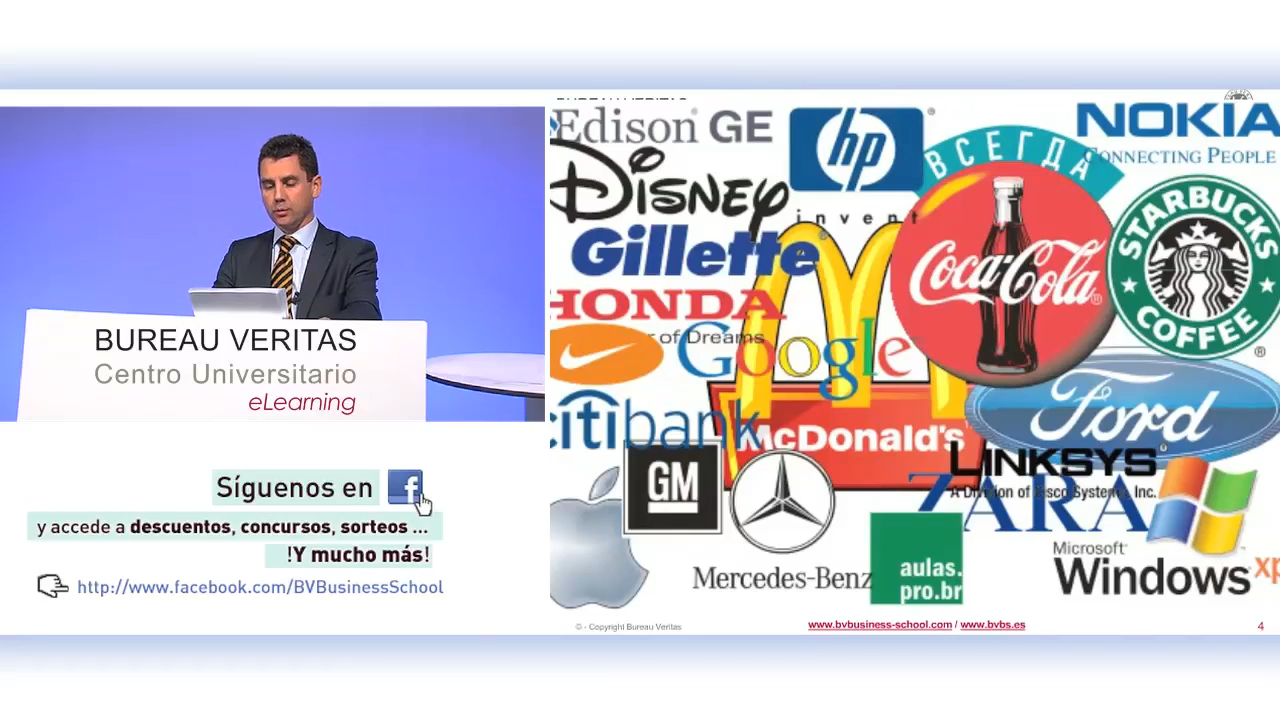 BUREAU VERITAS
Centro Universitario
eLearning
Síguenos en f
y accede a descuentos, concursos, sorteos ...
!Y mucho más!
http://www.facebook.com/BVBusinessSchool
BUREAU VERITAS
Edison® GE
hp
®
invent
NOKIA
CONNECTING PEOPLE
DISNEY
ВСЕГДА
Coca-Cola
®
STARBUCKS
COFFEE
®
Gillette®
HONDA
r of Dreams
Google
McDonald's
Ford
®
citibank
GM
LINKSYS
A Division of Cisco Systems, Inc.
ZARA
Mercedes-Benz
aulas.
pro.br
Microsoft®
Windows xp
© - Copyright Bureau Veritas
www.bvbusiness-school.com / www.bvbs.es
4